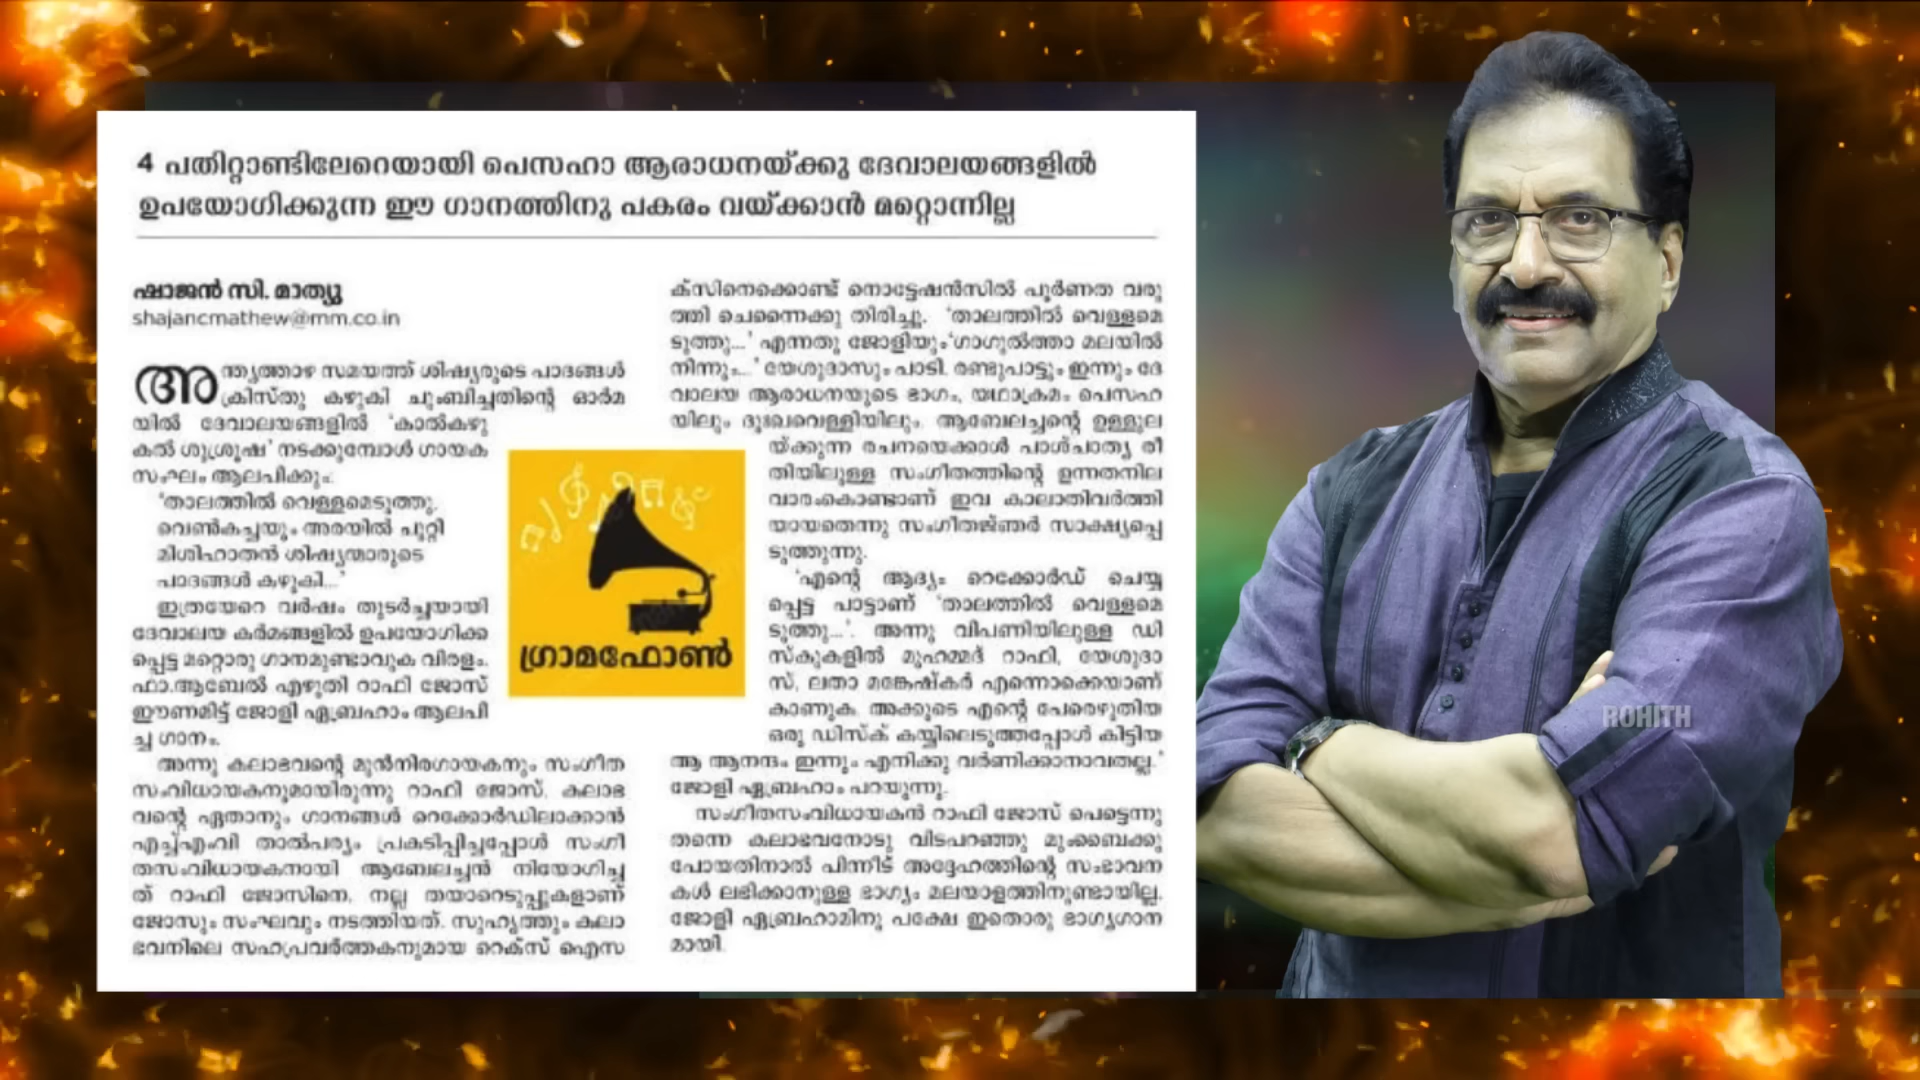 4 പതിറ്റാണ്ടിലേറെയായി പെസഹാ ആരാധനയ്ക്കു ദേവാലയങ്ങളിൽ
ഉപയോഗിക്കുന്ന ഈ ഗാനത്തിനു പകരം വയ്ക്കാൻ മറ്റൊന്നില്ല
ഷാജൻ സി. മാത്യു
shajancmathew@mm.co.in
അന്ത്യത്താഴ സമയത്ത് ശിഷ്യരുടെ പാദങ്ങൾ
ക്രിസ്തു കഴുകി ചുംബിച്ചതിന്റെ ഓർമ
യിൽ ദേവാലയങ്ങളിൽ ‘കാൽകഴു
കൽ ശുശ്രൂഷ’ നടക്കുമ്പോൾ ഗായക
സംഘം ആലപിക്കും:
‘താലത്തിൽ വെള്ളമെടുത്തു.
വെൺകച്ചയും അരയിൽ ചുറ്റി
മിശിഹാതൻ ശിഷ്യന്മാരുടെ
പാദങ്ങൾ കഴുകി...’
ഇത്രയേറെ വർഷം തുടർച്ചയായി
ദേവാലയ കർമങ്ങളിൽ ഉപയോഗിക്ക
പ്പെട്ട മറ്റൊരു ഗാനമുണ്ടാവുക വിരളം.
ഫാ.ആബേൽ എഴുതി റാഫി ജോസ്
ഈണമിട്ട് ജോളി ഏബ്രഹാം ആലപി
ച്ച ഗാനം.
അന്നു കലാഭവന്റെ മുൻനിരഗായകനും സംഗീത
സംവിധായകനുമായിരുന്നു റാഫി ജോസ്. കലാഭ
വന്റെ ഏതാനും ഗാനങ്ങൾ റെക്കോർഡിലാക്കാൻ
എച്ച്എംവി താൽപര്യം പ്രകടിപ്പിച്ചപ്പോൾ സംഗീ
തസംവിധായകനായി ആബേലച്ചൻ നിയോഗിച്ച
ത് റാഫി ജോസിനെ. നല്ല തയാറെടുപ്പുകളാണ്
ജോസും സംഘവും നടത്തിയത്. സുഹൃത്തും കലാ
ഭവനിലെ സഹപ്രവർത്തകനുമായ റെക്സ് ഐസ
ഗ്രാമഫോൺ
ക്സിനെക്കൊണ്ട് നൊട്ടേഷൻസിൽ പൂർണത വരു
ത്തി ചെന്നൈക്കു തിരിച്ചു. ‘താലത്തിൽ വെള്ളമെ
ടുത്തു...’ എന്നതു ജോളിയും‘ഗാഗുൽത്താ മലയിൽ
നിന്നും...’ യേശുദാസും പാടി. രണ്ടുപാട്ടും ഇന്നും ദേ
വാലയ ആരാധനയുടെ ഭാഗം, യഥാക്രമം പെസഹ
യിലും ദുഃഖവെള്ളിയിലും. ആബേലച്ചന്റെ ഉള്ളുല
യ്ക്കുന്ന രചനയെക്കാൾ പാശ്ചാത്യ രീ
തിയിലുള്ള സംഗീതത്തിന്റെ ഉന്നതനില
വാരംകൊണ്ടാണ് ഇവ കാലാതിവർത്തി
യായതെന്നു സംഗീതജ്ഞർ സാക്ഷ്യപ്പെ
ടുത്തുന്നു.
‘എന്റെ ആദ്യം റെക്കോർഡ് ചെയ്യ
പ്പെട്ട പാട്ടാണ് ‘താലത്തിൽ വെള്ളമെ
ടുത്തു...’. അന്നു വിപണിയിലുള്ള ഡി
സ്കുകളിൽ മുഹമ്മദ് റാഫി, യേശുദാ
സ്, ലതാ മങ്കേഷ്കർ എന്നൊക്കെയാണ്
കാണുക. അക്കൂടെ എന്റെ പേരെഴുതിയ
ഒരു ഡിസ്ക് കയ്യിലെടുത്തപ്പോൾ കിട്ടിയ
ആ ആനന്ദം ഇന്നും എനിക്കു വർണിക്കാനാവതല്ല.’
ജോളി ഏബ്രഹാം പറയുന്നു.
സംഗീതസംവിധായകൻ റാഫി ജോസ് പെട്ടെന്നു
തന്നെ കലാഭവനോടു വിടപറഞ്ഞു മുംബൈക്കു
പോയതിനാൽ പിന്നീട് അദ്ദേഹത്തിന്റെ സംഭാവന
കൾ ലഭിക്കാനുള്ള ഭാഗ്യം മലയാളത്തിനുണ്ടായില്ല.
ജോളി ഏബ്രഹാമിനു പക്ഷേ ഇതൊരു ഭാഗ്യഗാന
മായി.
ROHITH